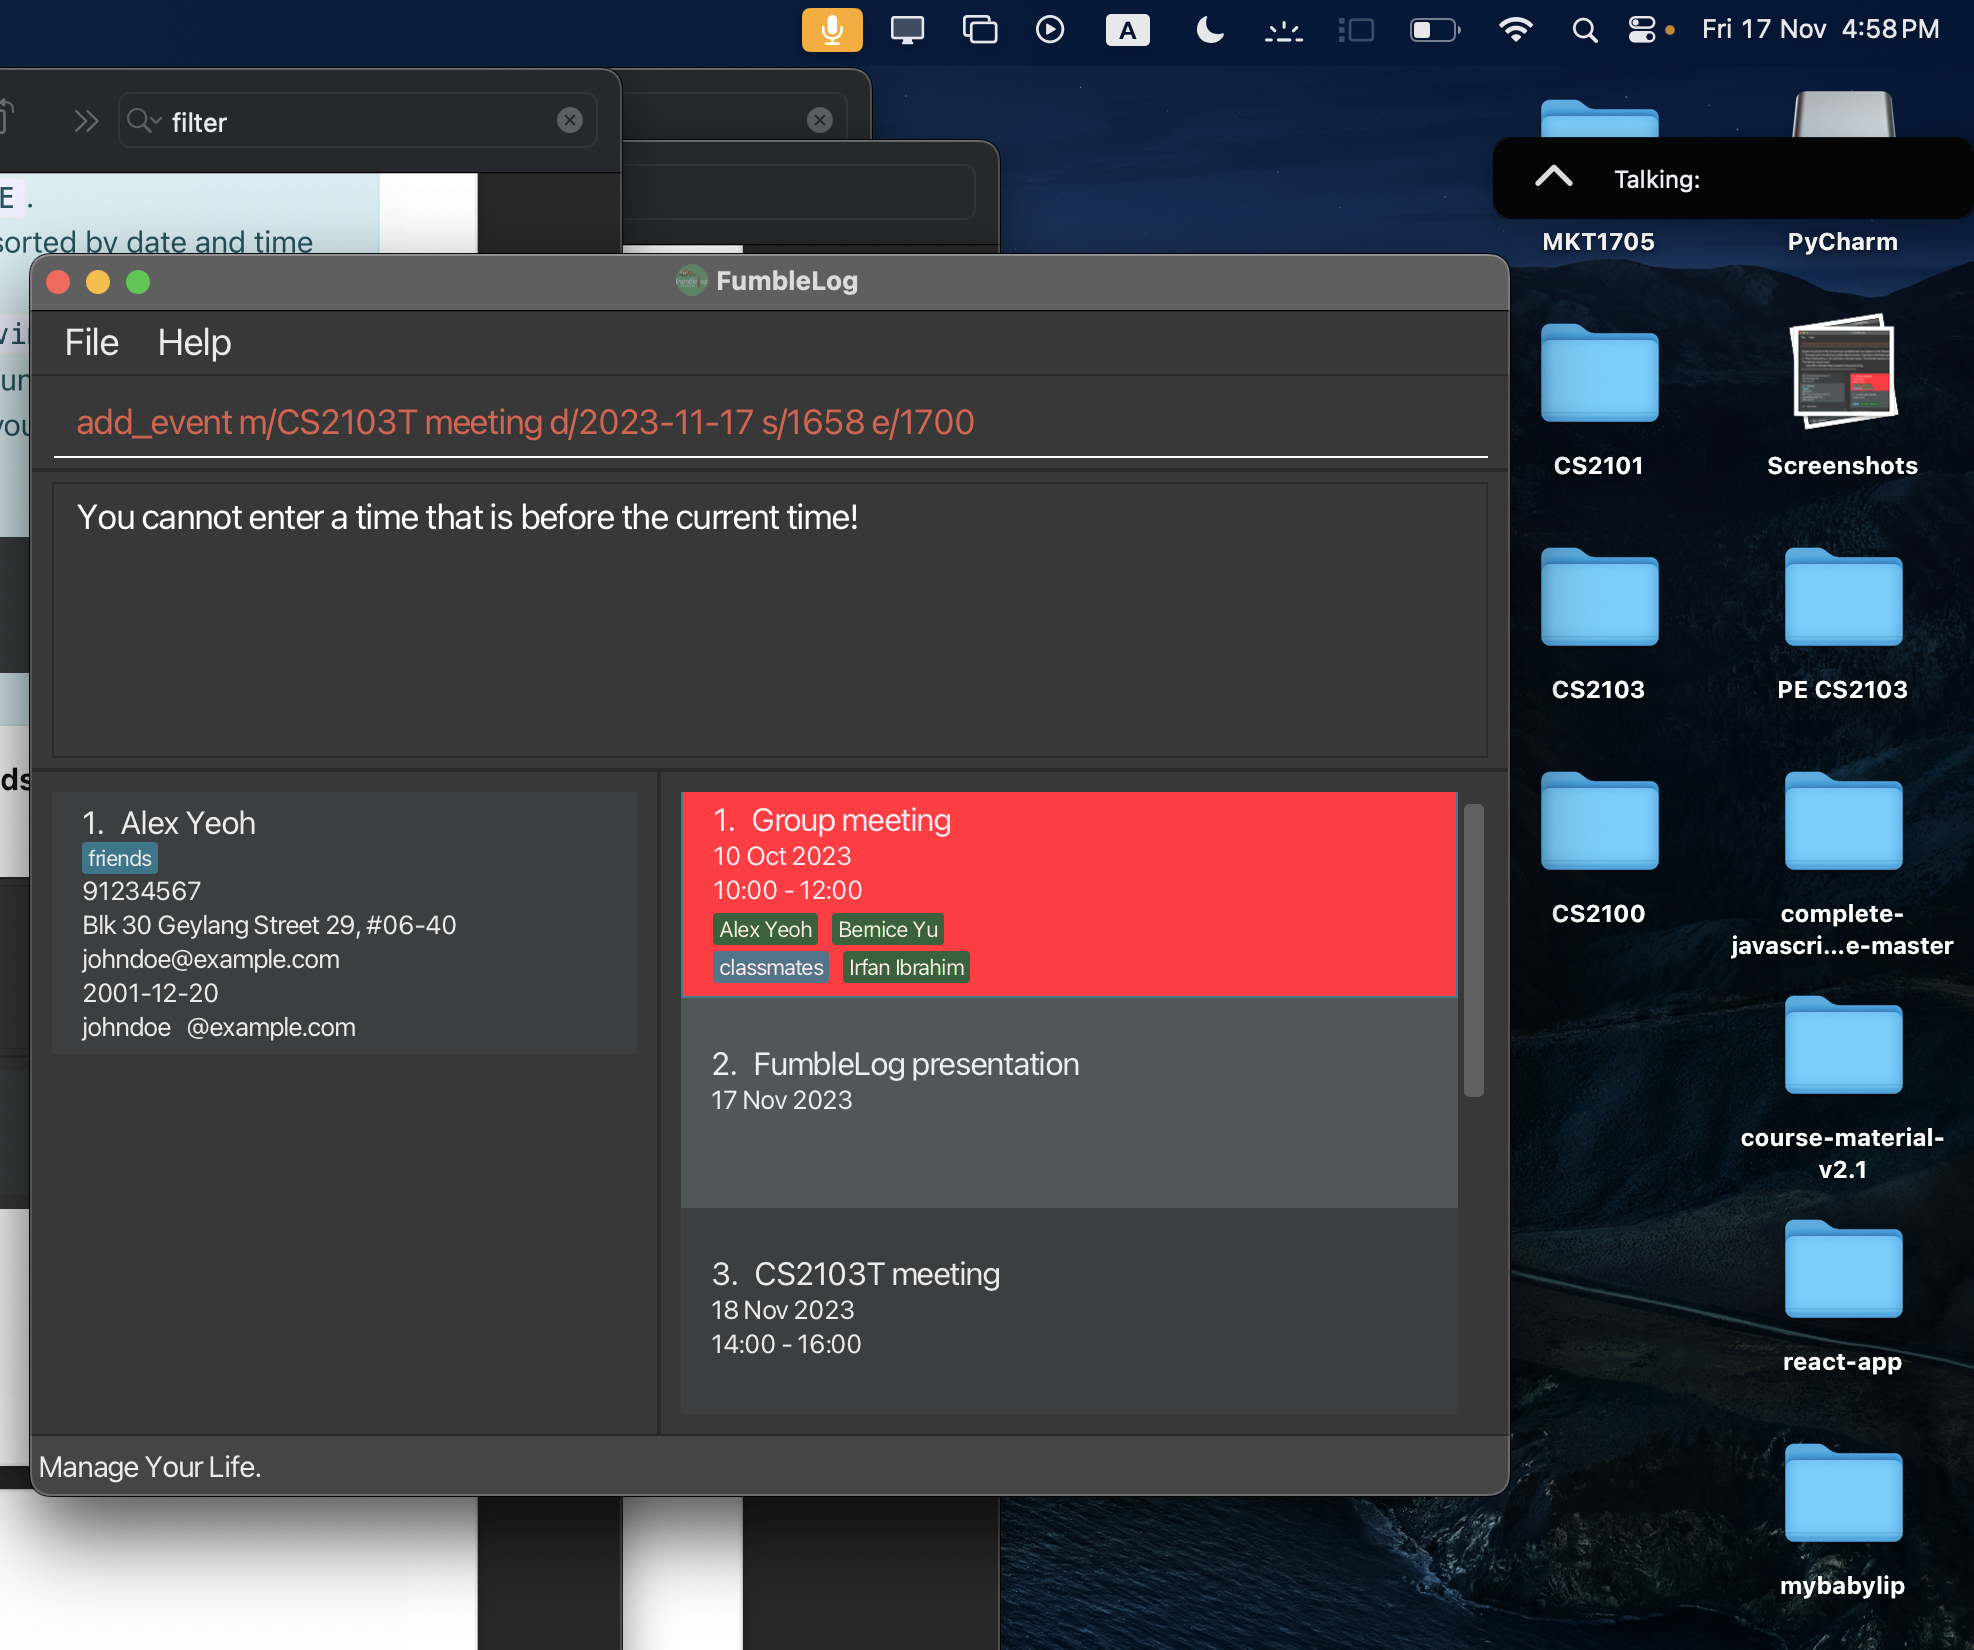 A
Fri 17 Nov 4:58 PM
filter
E .
sorted by date and time
Talking:
MKT1705
PyCharm
FumbleLog
File Help
add_event m/CS2103T meeting d/2023-11-17 s/1658 e/1700
You cannot enter a time that is before the current time!
ds
1. Alex Yeoh
friends
91234567
Blk 30 Geylang Street 29, #06-40
johndoe@example.com
2001-12-20
johndoe @example.com
1. Group meeting
10 Oct 2023
10:00 - 12:00
Alex Yeoh Bernice Yu
classmates Irfan Ibrahim
2. FumbleLog presentation
17 Nov 2023
3. CS2103T meeting
18 Nov 2023
14:00 - 16:00
Manage Your Life.
CS2101
Screenshots
CS2103
PE CS2103
CS2100
complete-
javascri...e-master
course-material-
v2.1
react-app
mybabylip